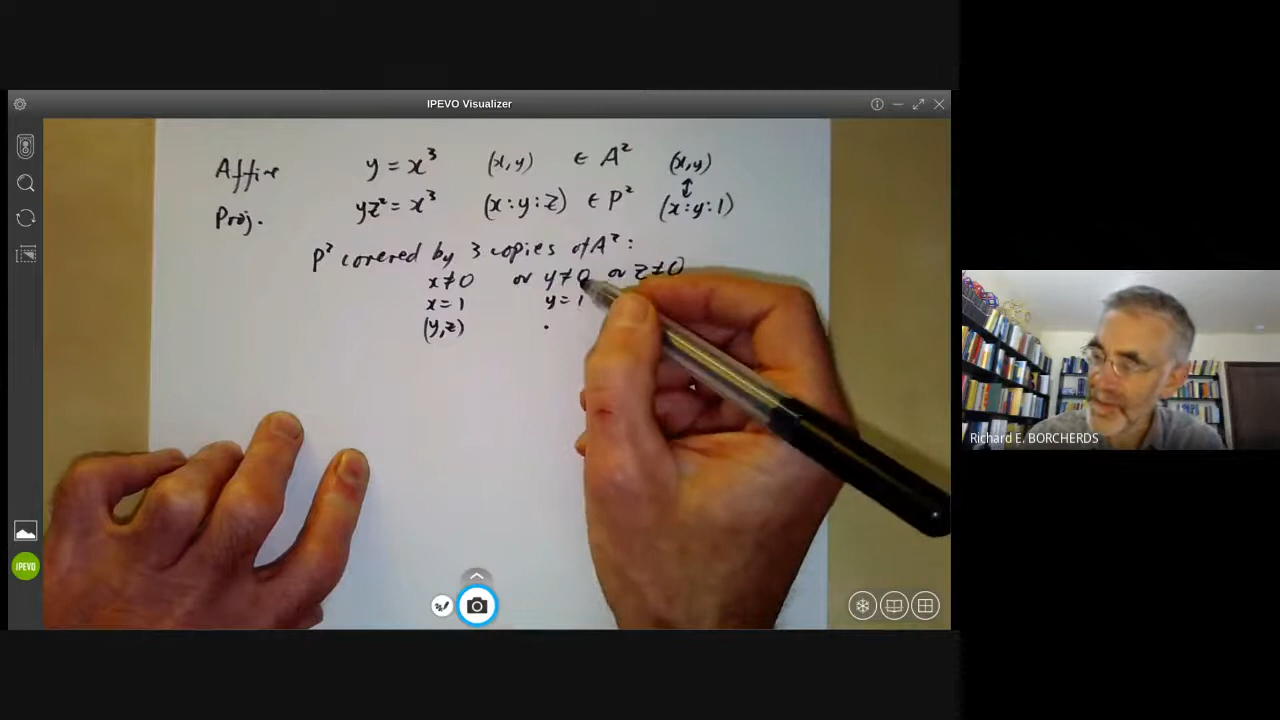 IPEVO Visualizer
Affine y = x³ (x,y) ∈ A² (x,y)
↕
Proj. yz² = x³ (x:y:z) ∈ P² (x:y:1)
P² covered by 3 copies of A²:
x≠0 or y≠0 or z≠0
x=1 y=1
(y,z)
Richard E. BORCHERDS
IPEVO